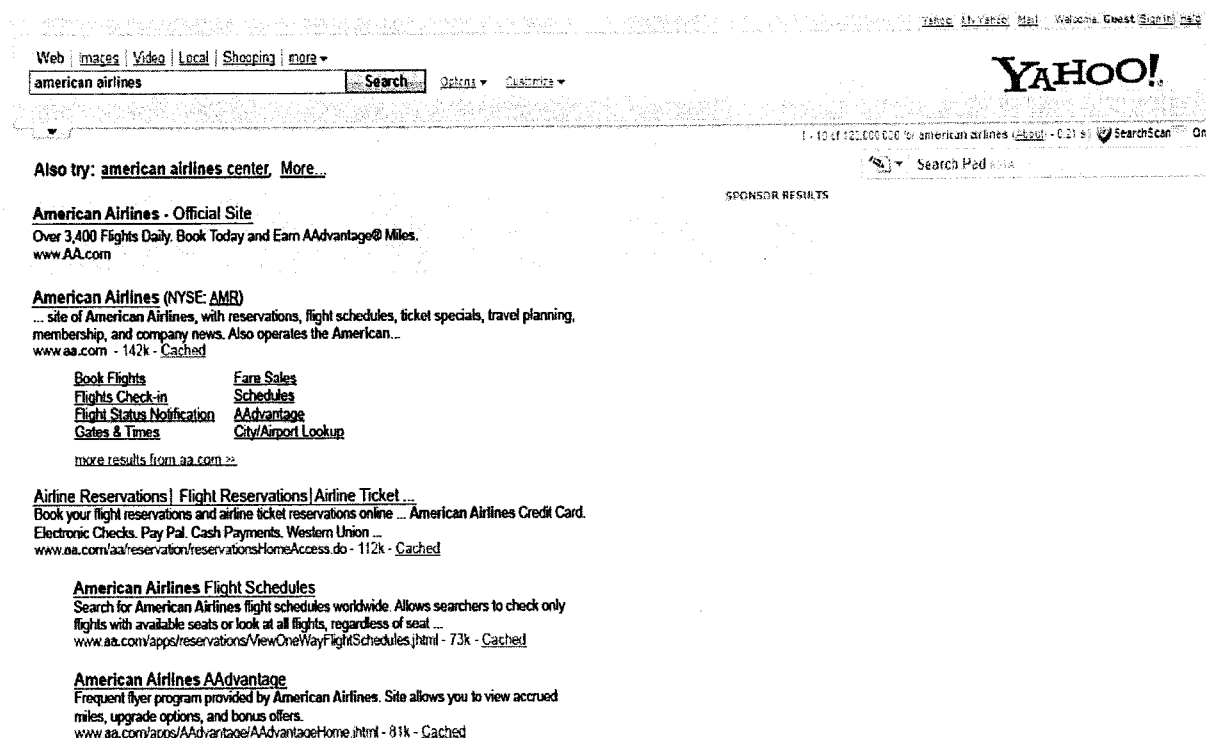 Yahoo! My Yahoo! Mail Welcome, Guest [Sign In] Help
Web | Images | Video | Local | Shopping | more
american airlines Search Options Customize
YAHOO!
1 - 10 of for american airlines (About) - 0.21 s | SearchScan On
Also try: american airlines center, More...
Search Pad
SPONSOR RESULTS
American Airlines - Official Site
Over 3,400 Flights Daily. Book Today and Earn AAdvantage® Miles.
www.AA.com
American Airlines (NYSE: AMR)
... site of American Airlines, with reservations, flight schedules, ticket specials, travel planning,
membership, and company news. Also operates the American...
www.aa.com - 142k - Cached
Book Flights Fare Sales
Flights Check-in Schedules
Flight Status Notification AAdvantage
Gates & Times City/Airport Lookup
more results from aa.com »
Airline Reservations | Flight Reservations | Airline Ticket ...
Book your flight reservations and airline ticket reservations online ... American Airlines Credit Card.
Electronic Checks. Pay Pal. Cash Payments. Western Union ...
www.aa.com/aa/reservation/reservationsHomeAccess.do - 112k - Cached
American Airlines Flight Schedules
Search for American Airlines flight schedules worldwide. Allows searchers to check only
flights with available seats or look at all flights, regardless of seat ...
www.aa.com/apps/reservations/ViewOneWayFlightSchedules.jhtml - 73k - Cached
American Airlines AAdvantage
Frequent flyer program provided by American Airlines. Site allows you to view accrued
miles, upgrade options, and bonus offers.
www.aa.com/apps/AAdvantage/AAdvantageHome.jhtml - 81k - Cached